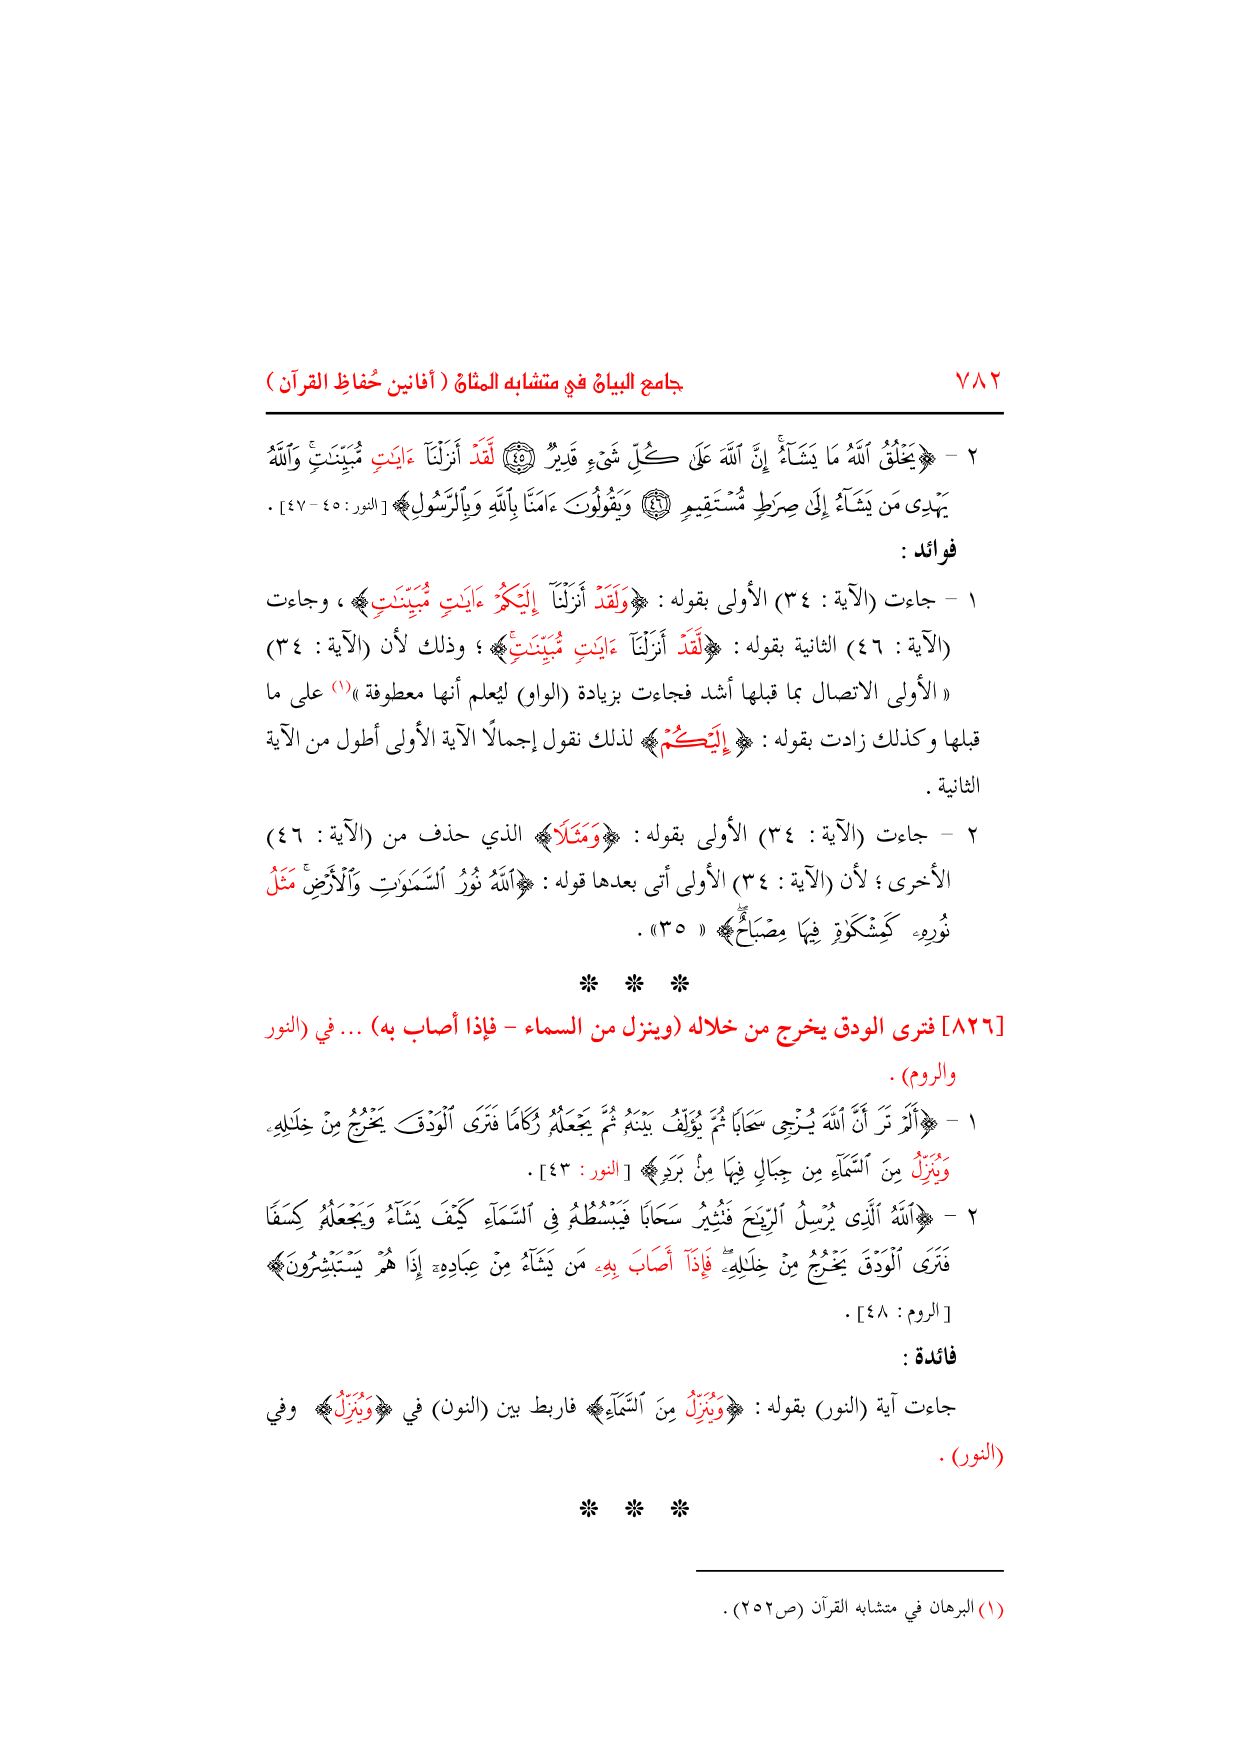 ٧٨٢ جامع البيان في متشابه المثان ( أفانين حُفاظِ القرآن )
٢ – ﴿يَخۡلُقُ ٱللَّهُ مَا يَشَآءُۚ إِنَّ ٱللَّهَ عَلَىٰ كُلِّ شَيۡءٖ قَدِيرٞ ٤٥ لَّقَدۡ أَنزَلۡنَآ ءَايَٰتٖ مُّبَيِّنَٰتٖۚ وَٱللَّهُ
يَهۡدِي مَن يَشَآءُ إِلَىٰ صِرَٰطٖ مُّسۡتَقِيمٖ ٤٦ وَيَقُولُونَ ءَامَنَّا بِٱللَّهِ وَبِٱلرَّسُولِ﴾ [النور: ٤٥ -٤٧] .
فوائد :
١ – جاءت (الآية : ٣٤) الأولى بقوله : ﴿وَلَقَدۡ أَنزَلۡنَآ إِلَيۡكُمۡ ءَايَٰتٖ مُّبَيِّنَٰتٖ﴾ ، وجاءت
(الآية : ٤٦) الثانية بقوله : ﴿لَّقَدۡ أَنزَلۡنَآ ءَايَٰتٖ مُّبَيِّنَٰتٖۚ﴾ ؛ وذلك لأن (الآية : ٣٤)
« الأولى الاتصال بما قبلها أشد فجاءت بزيادة (الواو) ليُعلم أنها معطوفة »(١) على ما
قبلها وكذلك زادت بقوله : ﴿ إِلَيۡكُمۡ﴾ لذلك نقول إجمالًا الآية الأولى أطول من الآية
الثانية .
٢ – جاءت (الآية : ٣٤) الأولى بقوله : ﴿وَمَثَلٗا﴾ الذي حذف من (الآية : ٤٦)
الأخرى ؛ لأن (الآية : ٣٤) الأولى أتى بعدها قوله : ﴿ٱللَّهُ نُورُ ٱلسَّمَٰوَٰتِ وَٱلۡأَرۡضِۚ مَثَلُ
نُورِهِۦ كَمِشۡكَوٰةٖ فِيهَا مِصۡبَاحٌۖ﴾ « ٣٥» .
❊ ❊ ❊
[٨٢٦] فترى الودق يخرج من خلاله (وينزل من السماء – فإذا أصاب به) ... في (النور
والروم) .
١ – ﴿أَلَمۡ تَرَ أَنَّ ٱللَّهَ يُزۡجِي سَحَابٗا ثُمَّ يُؤَلِّفُ بَيۡنَهُۥ ثُمَّ يَجۡعَلُهُۥ رُكَامٗا فَتَرَى ٱلۡوَدۡقَ يَخۡرُجُ مِنۡ خِلَٰلِهِۦ
وَيُنَزِّلُ مِنَ ٱلسَّمَآءِ مِن جِبَالٖ فِيهَا مِنۢ بَرَدٖ﴾ [النور : ٤٣] .
٢ – ﴿ٱللَّهُ ٱلَّذِي يُرۡسِلُ ٱلرِّيَٰحَ فَتُثِيرُ سَحَابٗا فَيَبۡسُطُهُۥ فِي ٱلسَّمَآءِ كَيۡفَ يَشَآءُ وَيَجۡعَلُهُۥ كِسَفٗا
فَتَرَى ٱلۡوَدۡقَ يَخۡرُجُ مِنۡ خِلَٰلِهِۦۖ فَإِذَآ أَصَابَ بِهِۦ مَن يَشَآءُ مِنۡ عِبَادِهِۦٓ إِذَا هُمۡ يَسۡتَبۡشِرُونَ﴾
[الروم : ٤٨] .
فائدة :
جاءت آية (النور) بقوله : ﴿وَيُنَزِّلُ مِنَ ٱلسَّمَآءِ﴾ فاربط بين (النون) في ﴿وَيُنَزِّلُ﴾ وفي
(النور) .
❊ ❊ ❊
(١) البرهان في متشابه القرآن (ص٢٥٢) .